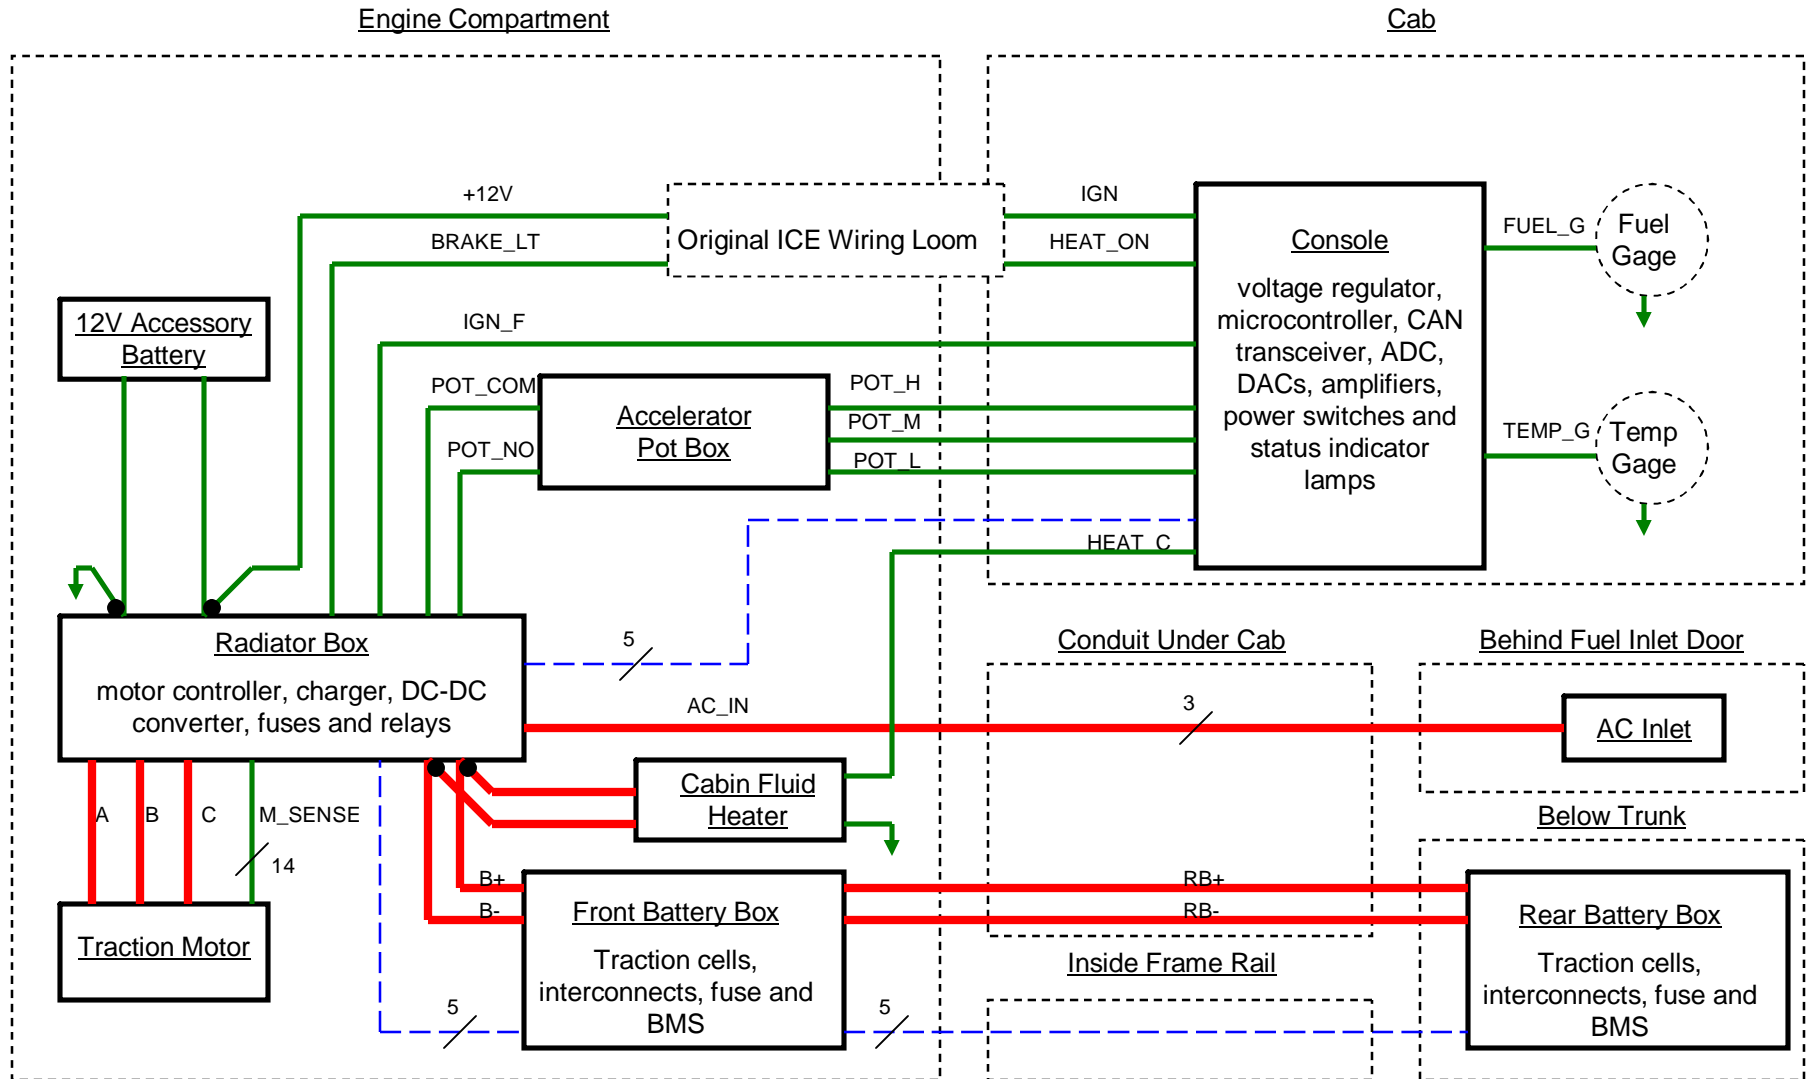 Engine Compartment
Cab
+12V
BRAKE_LT
Original ICE Wiring Loom
IGN
HEAT_ON
Console
voltage regulator,
microcontroller, CAN
transceiver, ADC,
DACs, amplifiers,
power switches and
status indicator
lamps
FUEL_G
Fuel
Gage
TEMP_G
Temp
Gage
12V Accessory
Battery
IGN_F
POT_COM
POT_NO
Accelerator
Pot Box
POT_H
POT_M
POT_L
HEAT_C
Radiator Box
motor controller, charger, DC-DC
converter, fuses and relays
5
AC_IN
Conduit Under Cab
3
Behind Fuel Inlet Door
AC Inlet
A
B
C
M_SENSE
14
Cabin Fluid
Heater
Traction Motor
B+
B-
Front Battery Box
Traction cells,
interconnects, fuse and
BMS
5
5
RB+
RB-
Inside Frame Rail
Below Trunk
Rear Battery Box
Traction cells,
interconnects, fuse and
BMS